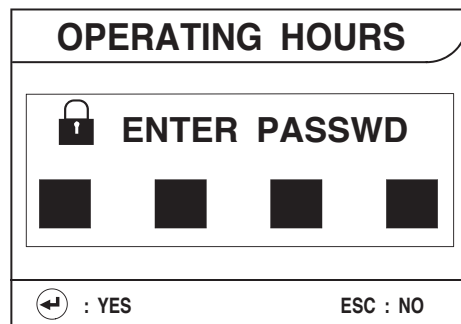 OPERATING HOURS
ENTER PASSWD
: YES ESC : NO